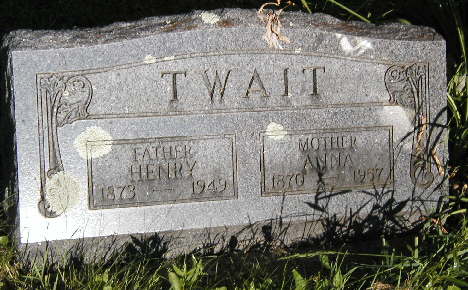 TWAIT
FATHER
HENRY
1873 — 1949
MOTHER
ANNA
1870 — 1957